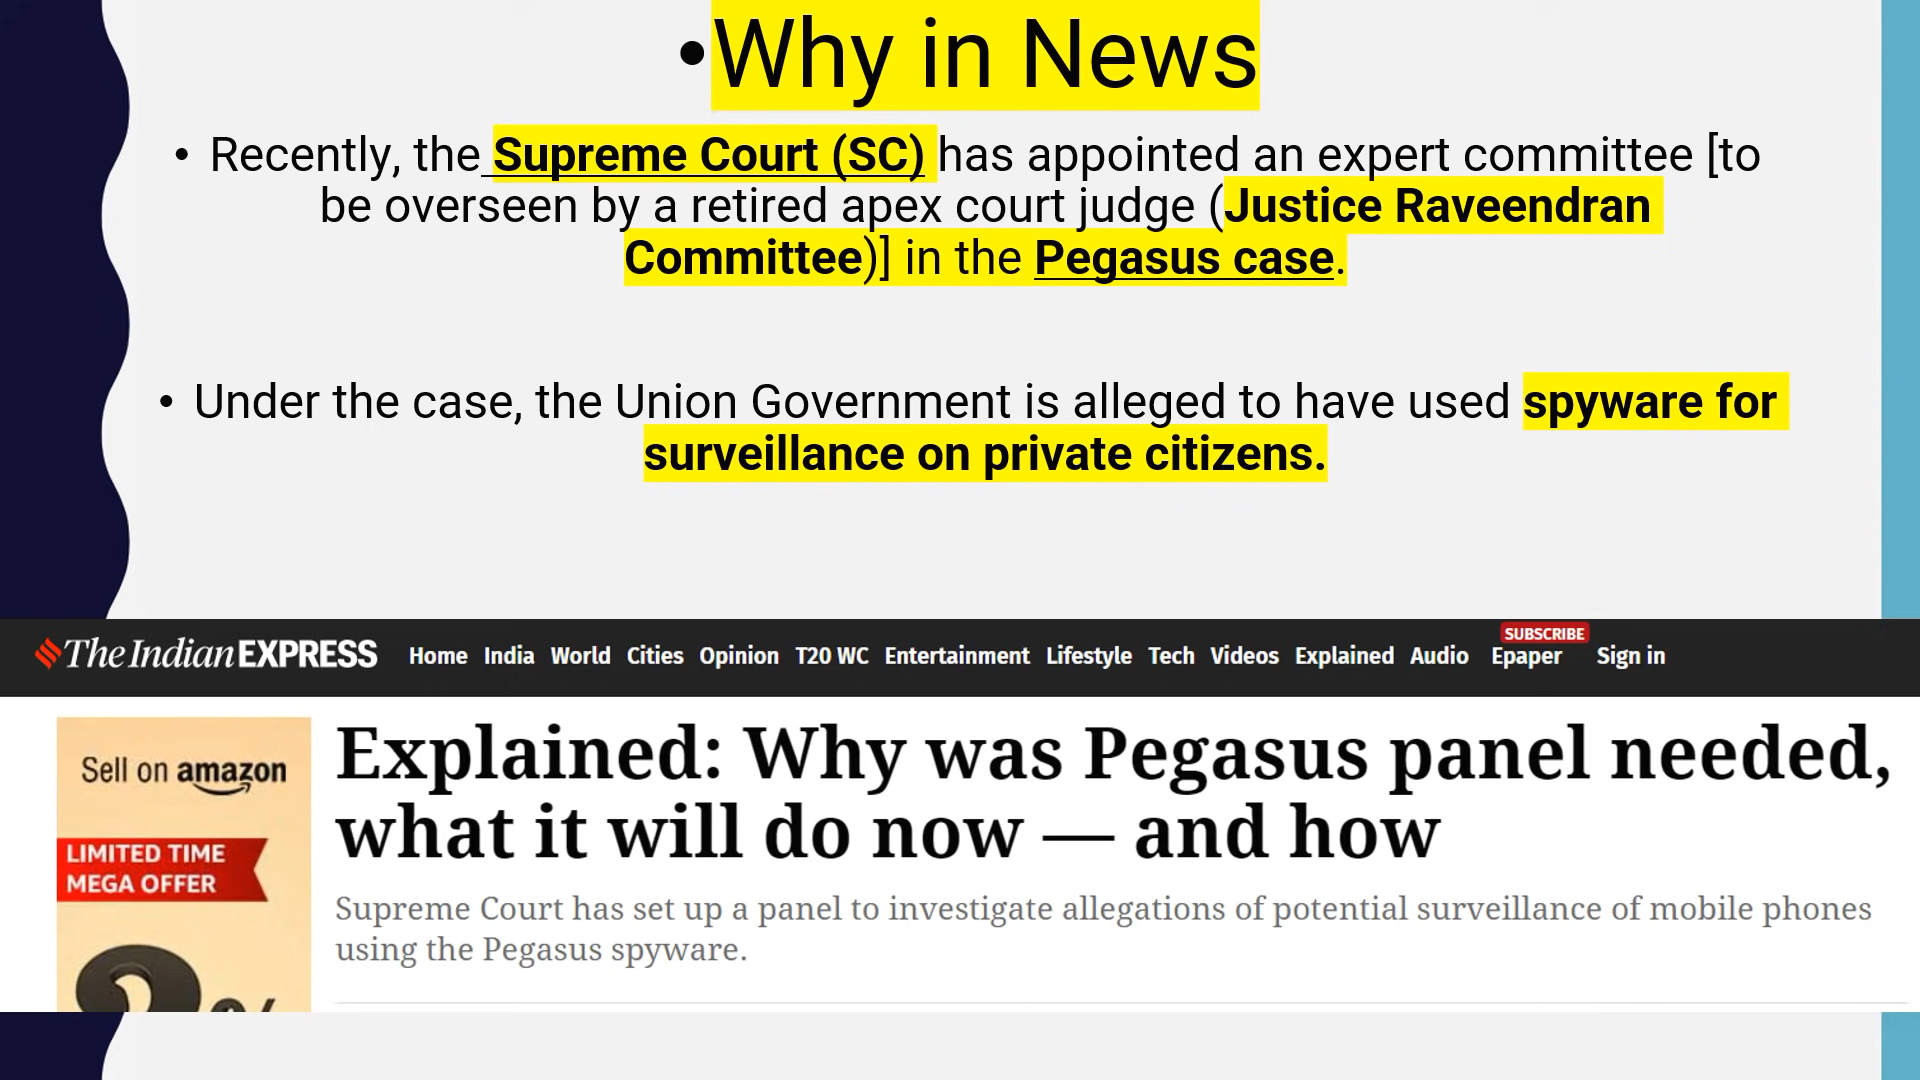 •Why in News
• Recently, the Supreme Court (SC) has appointed an expert committee [to
be overseen by a retired apex court judge (Justice Raveendran
Committee)] in the Pegasus case.
• Under the case, the Union Government is alleged to have used spyware for
surveillance on private citizens.
The Indian EXPRESS Home India World Cities Opinion T20 WC Entertainment Lifestyle Tech Videos Explained Audio Epaper SUBSCRIBE Sign in
Sell on amazon
LIMITED TIME
MEGA OFFER
Explained: Why was Pegasus panel needed,
what it will do now — and how
Supreme Court has set up a panel to investigate allegations of potential surveillance of mobile phones
using the Pegasus spyware.